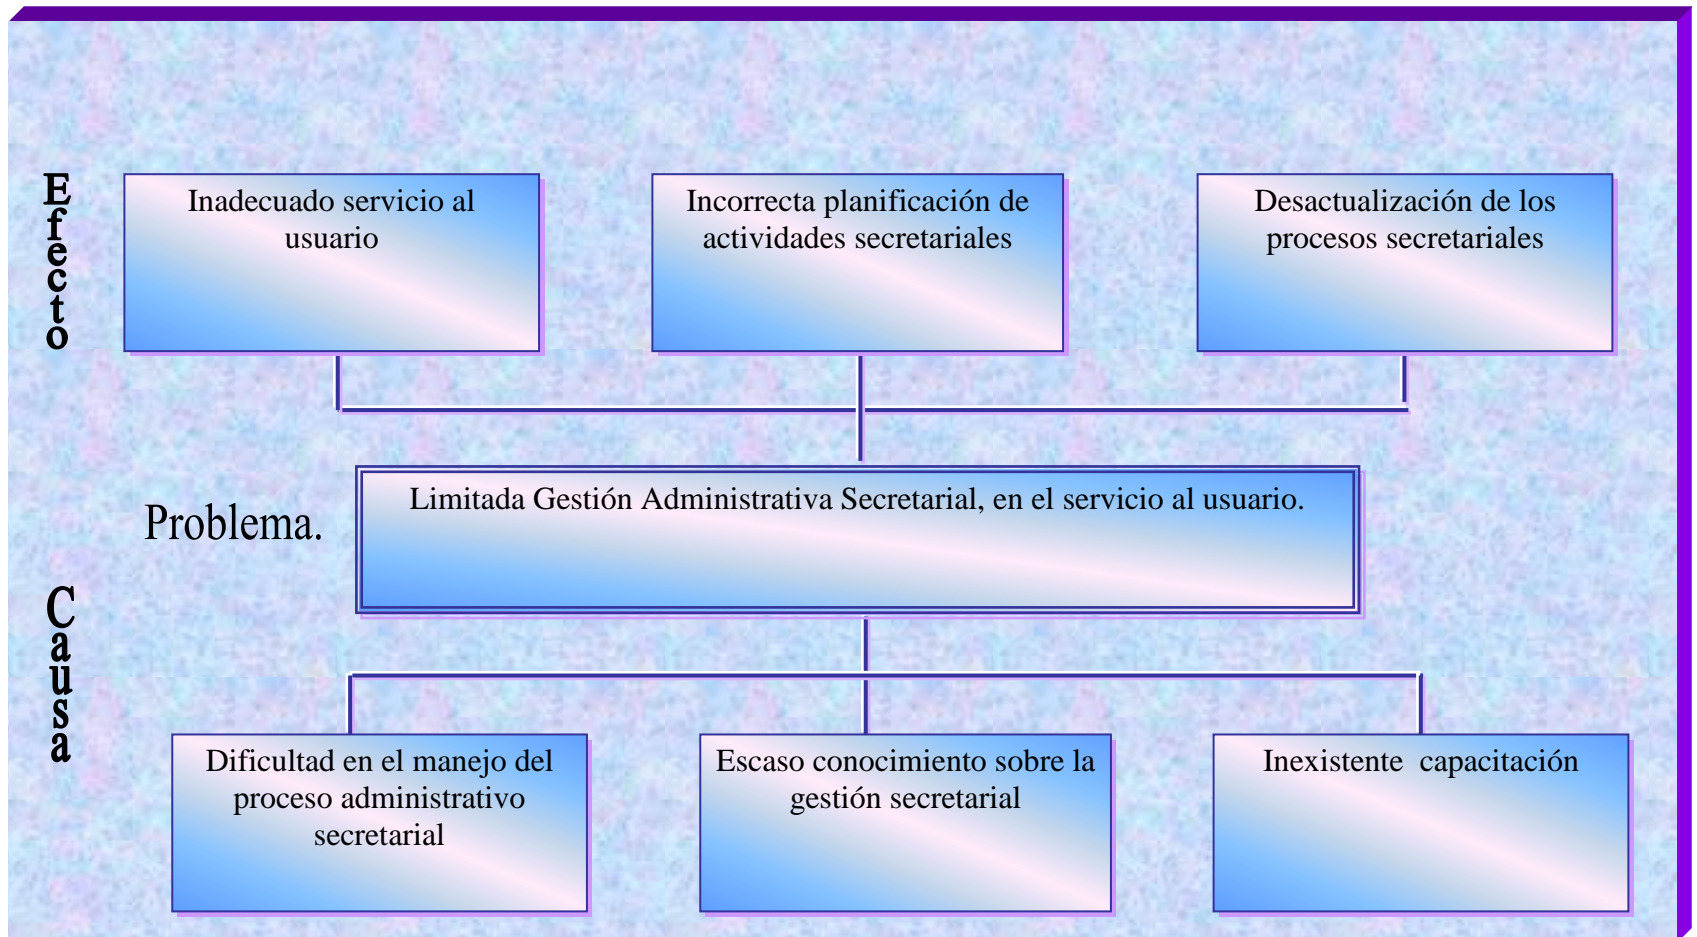 Efecto
Inadecuado servicio al
usuario
Incorrecta planificación de
actividades secretariales
Desactualización de los
procesos secretariales
Problema.
Limitada Gestión Administrativa Secretarial, en el servicio al usuario.
Causa
Dificultad en el manejo del
proceso administrativo
secretarial
Escaso conocimiento sobre la
gestión secretarial
Inexistente  capacitación